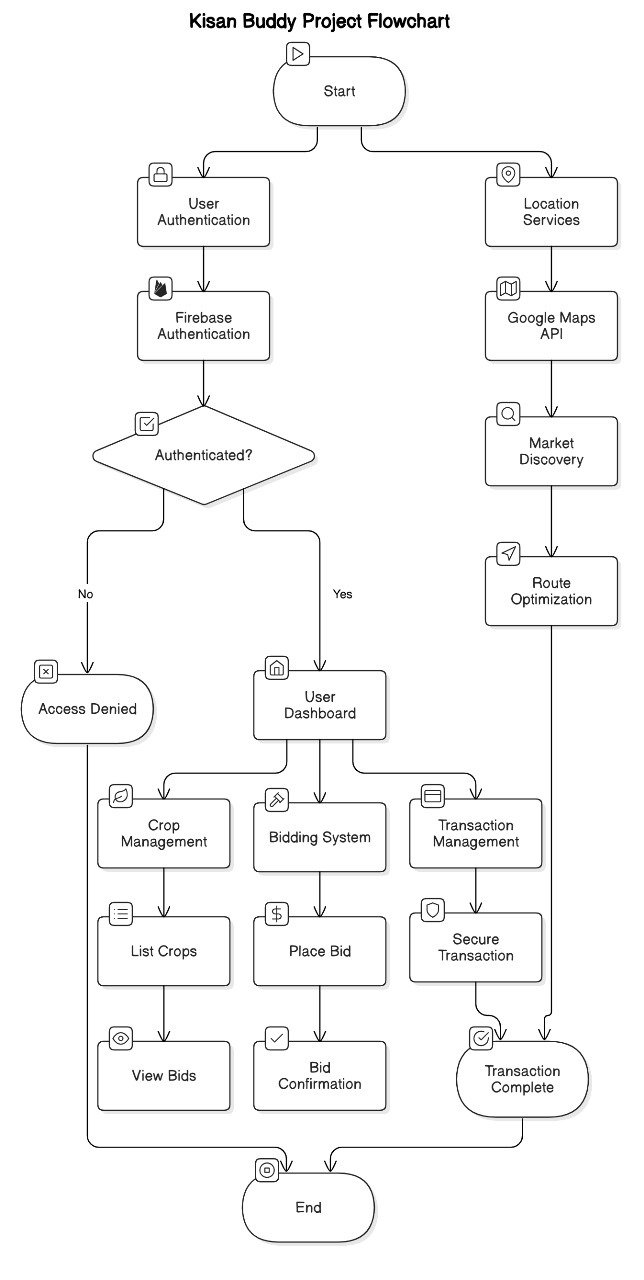 Kisan Buddy Project Flowchart
Start
User
Authentication
Location
Services
Firebase
Authentication
Google Maps
API
Authenticated?
Market
Discovery
Route
Optimization
No
Yes
Access Denied
User
Dashboard
Crop
Management
Bidding System
Transaction
Management
List Crops
Place Bid
Secure
Transaction
View Bids
Bid
Confirmation
Transaction
Complete
End